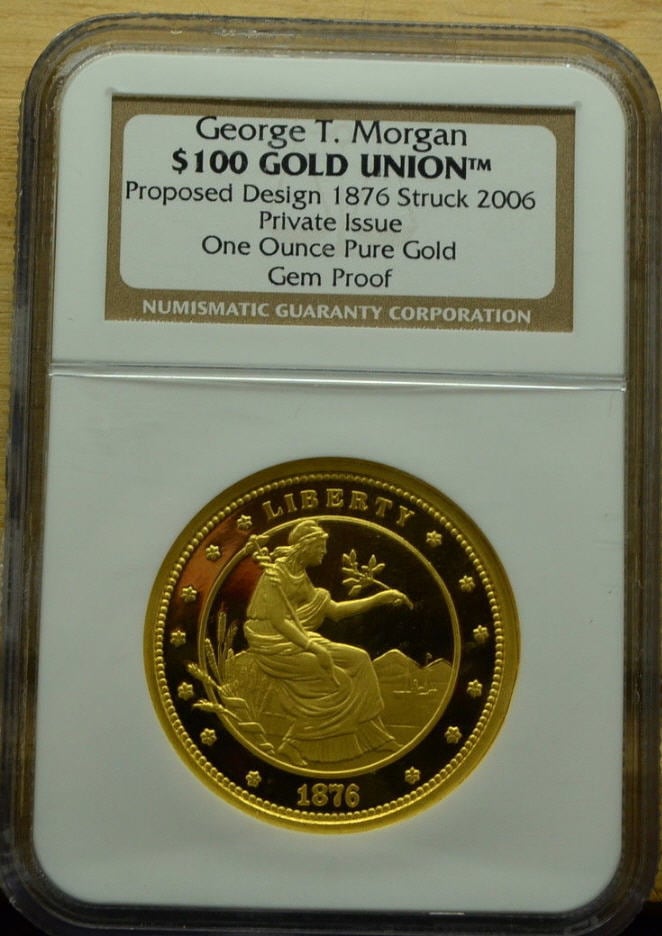 George T. Morgan
$100 GOLD UNION™
Proposed Design 1876 Struck 2006
Private Issue
One Ounce Pure Gold
Gem Proof
NUMISMATIC GUARANTY CORPORATION
LIBERTY
1876